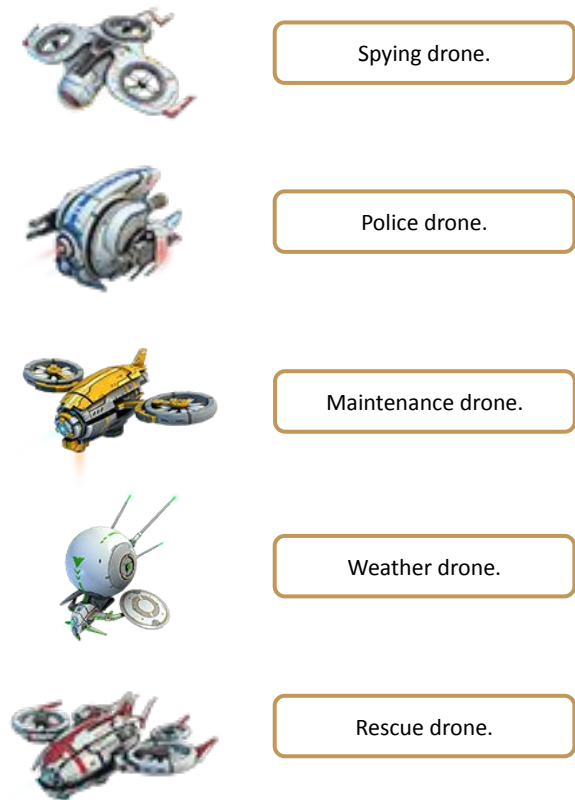 Spying drone.
Police drone.
Maintenance drone.
Weather drone.
Rescue drone.